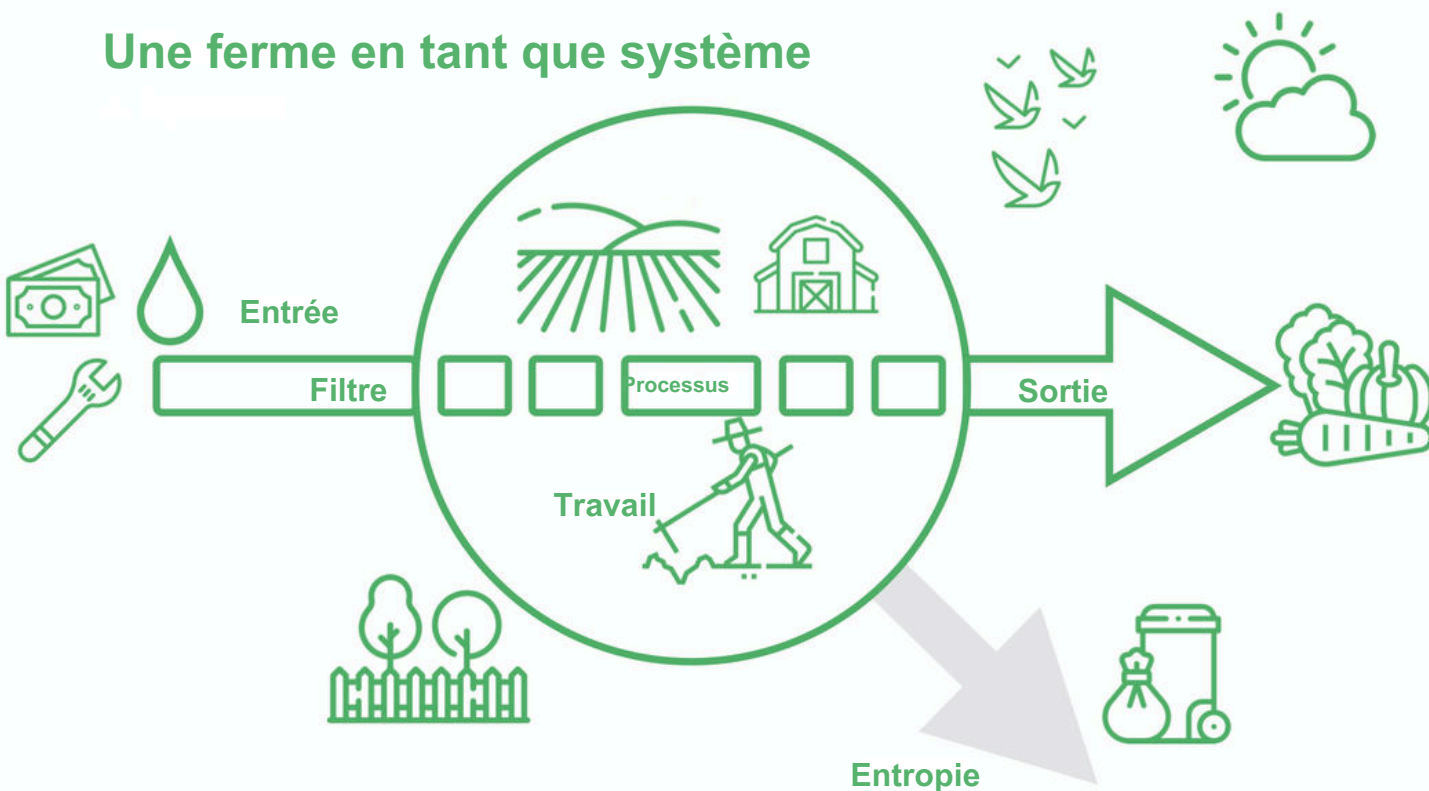 Une ferme en tant que système
Entrée
Filtre
Processus
Sortie
Travail
Entropie